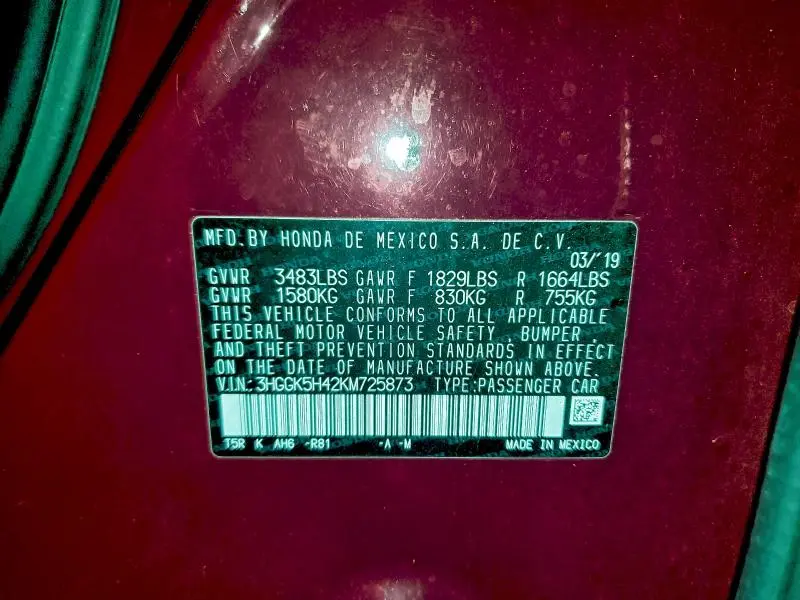 MFD. BY HONDA DE MEXICO S.A. DE C.V.
03/'19
GVWR 3483LBS GAWR F 1829LBS R 1664LBS
GVWR 1580KG GAWR F 830KG R 755KG
THIS VEHICLE CONFORMS TO ALL APPLICABLE
FEDERAL MOTOR VEHICLE SAFETY , BUMPER ,
AND THEFT PREVENTION STANDARDS IN EFFECT
ON THE DATE OF MANUFACTURE SHOWN ABOVE.
V.I.N.: 3HGGK5H42KM725873 TYPE:PASSENGER CAR
T5R K AH6 -R81 -A -M MADE IN MEXICO